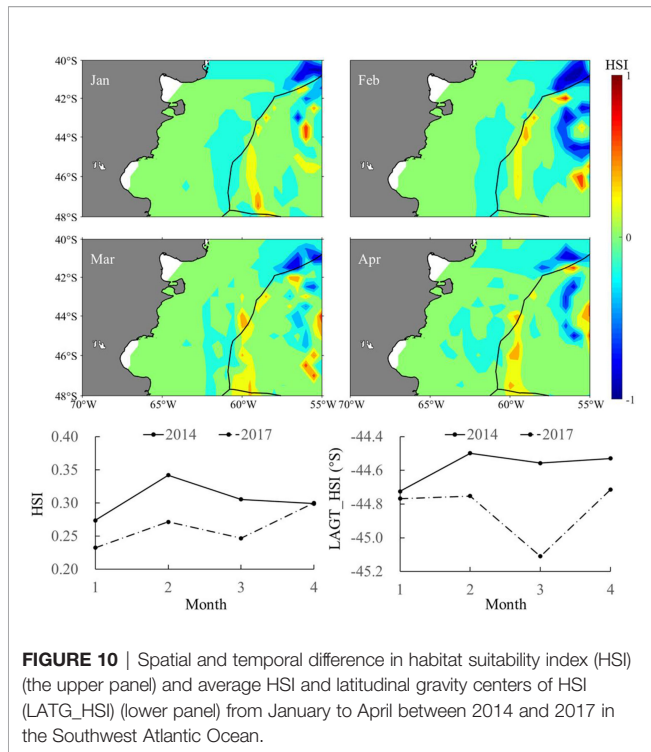 HSI
40°S
42°S
44°S
46°S
48°S
Jan
Feb
1
0
-1
40°S
42°S
44°S
46°S
48°S
Mar
Apr
70°W 65°W 60°W 55°W
70°W 65°W 60°W 55°W
2014 -2017
HSI
0.40
0.35
0.30
0.25
0.20
1 2 3 4
Month
2014 -2017
LAGT_HSI (°S)
-44.4
-44.6
-44.8
-45.0
-45.2
1 2 3 4
Month
FIGURE 10 | Spatial and temporal difference in habitat suitability index (HSI)
(the upper panel) and average HSI and latitudinal gravity centers of HSI
(LATG_HSI) (lower panel) from January to April between 2014 and 2017 in
the Southwest Atlantic Ocean.